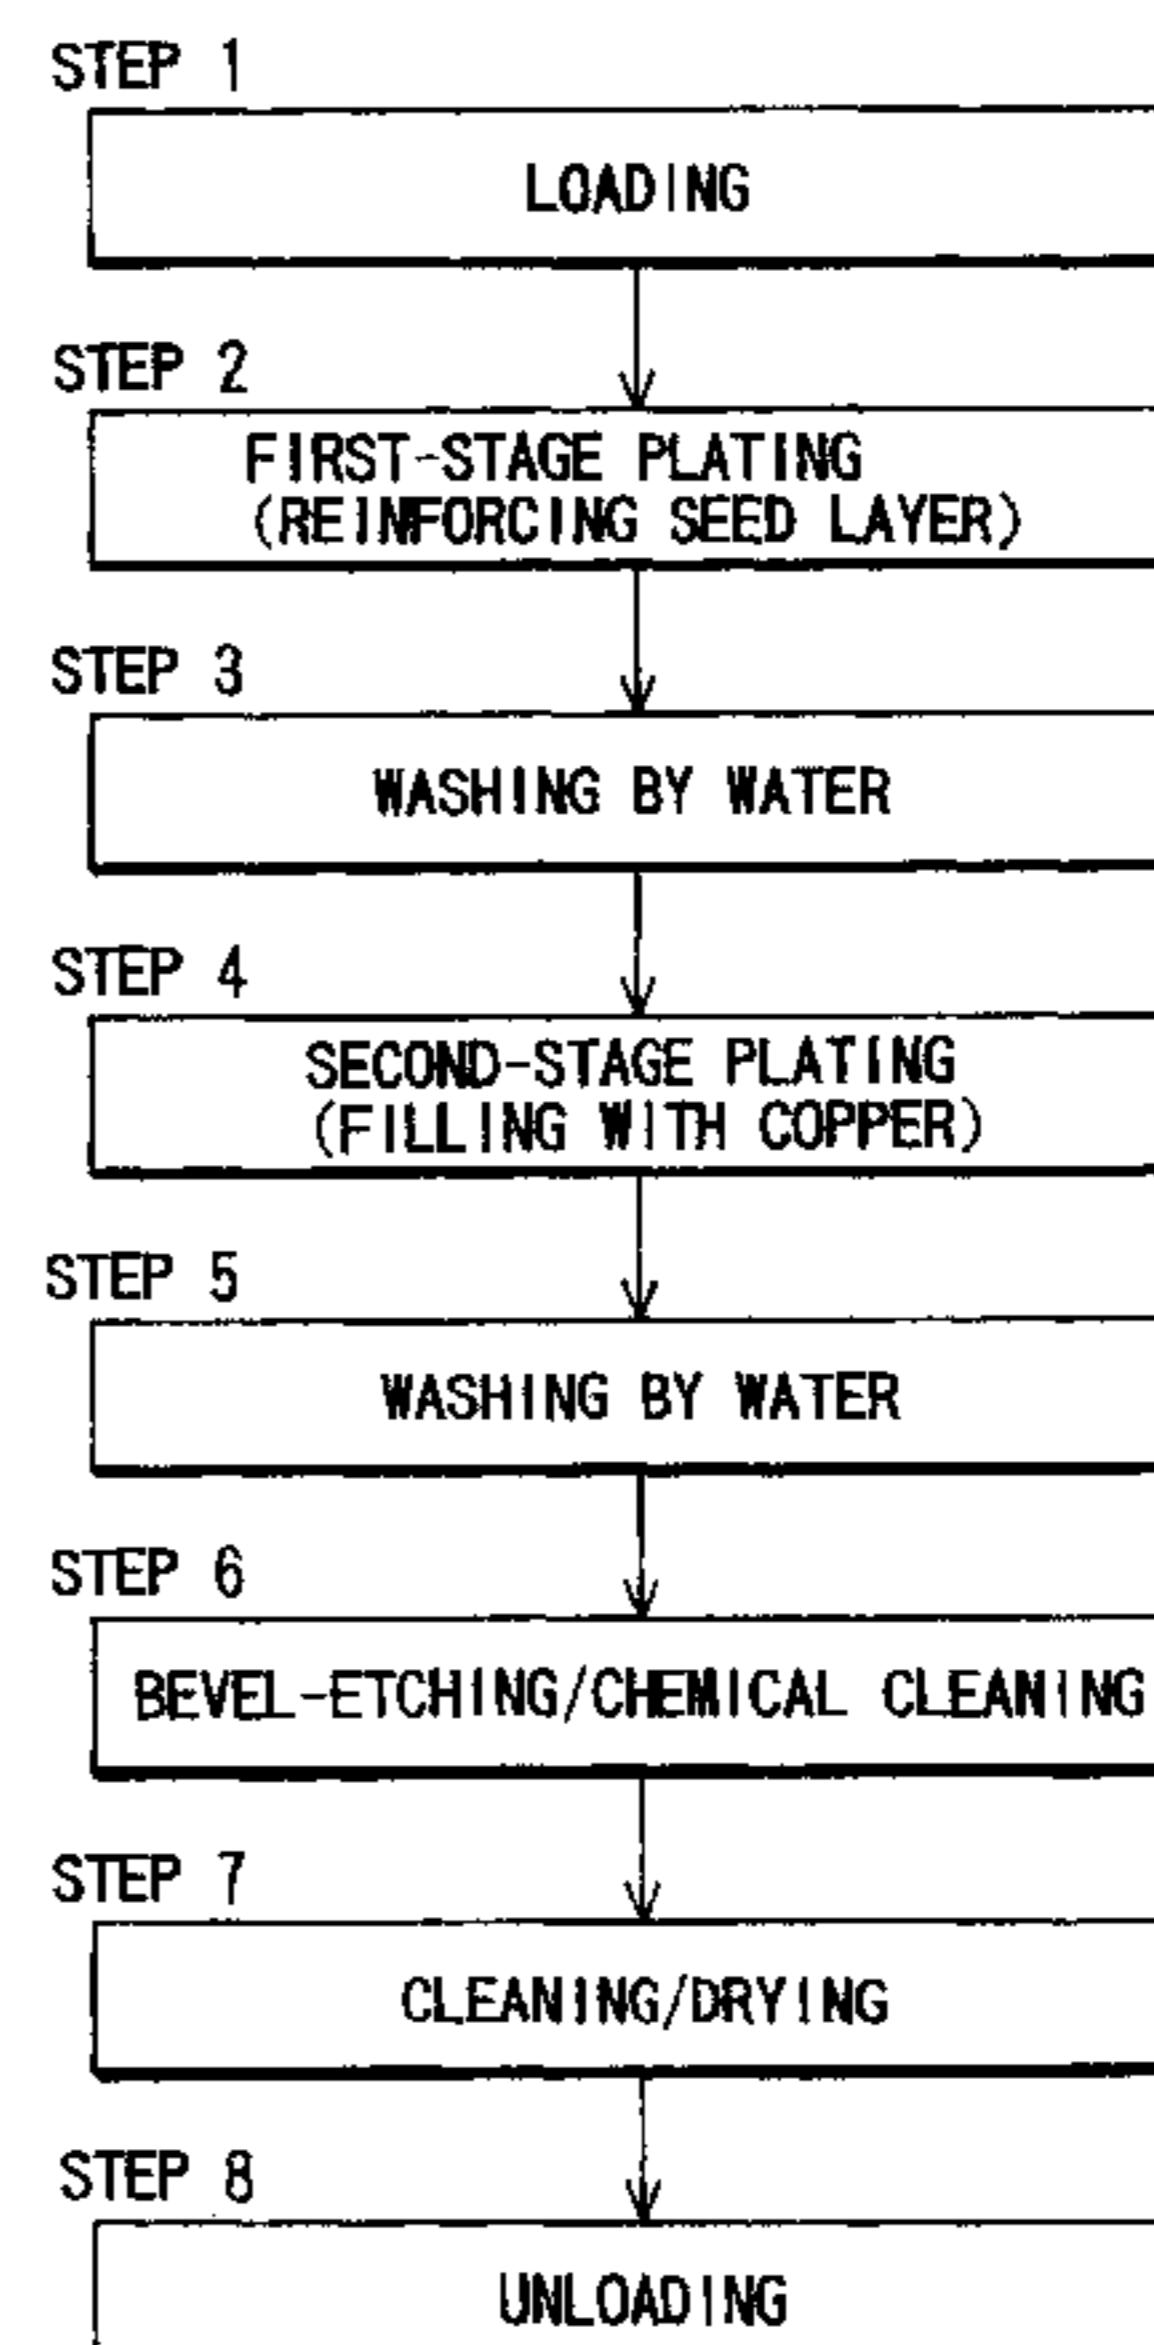 STEP 1
LOADING
STEP 2
FIRST-STAGE PLATING
(REINFORCING SEED LAYER)
STEP 3
WASHING BY WATER
STEP 4
SECOND-STAGE PLATING
(FILLING WITH COPPER)
STEP 5
WASHING BY WATER
STEP 6
BEVEL-ETCHING/CHEMICAL CLEANING
STEP 7
CLEANING/DRYING
STEP 8
UNLOADING